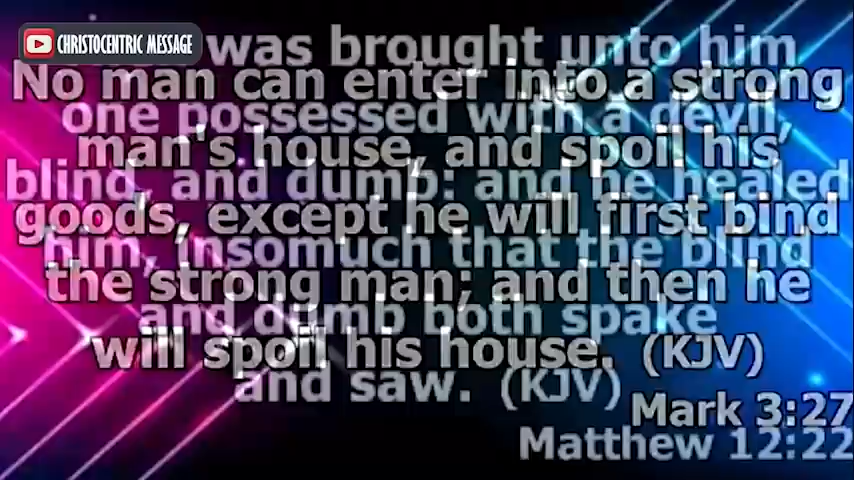 CHRISTOCENTRIC MESSAGE
was brought unto him
No man can enter into a strong
one possessed with a devil,
man's house, and spoil his
blind, and dumb: and he healed
goods, except he will first bind
him, insomuch that the blind
the strong man; and then he
and dumb both spake
will spoil his house. (KJV)
and saw. (KJV)
Mark 3:27
Matthew 12:22